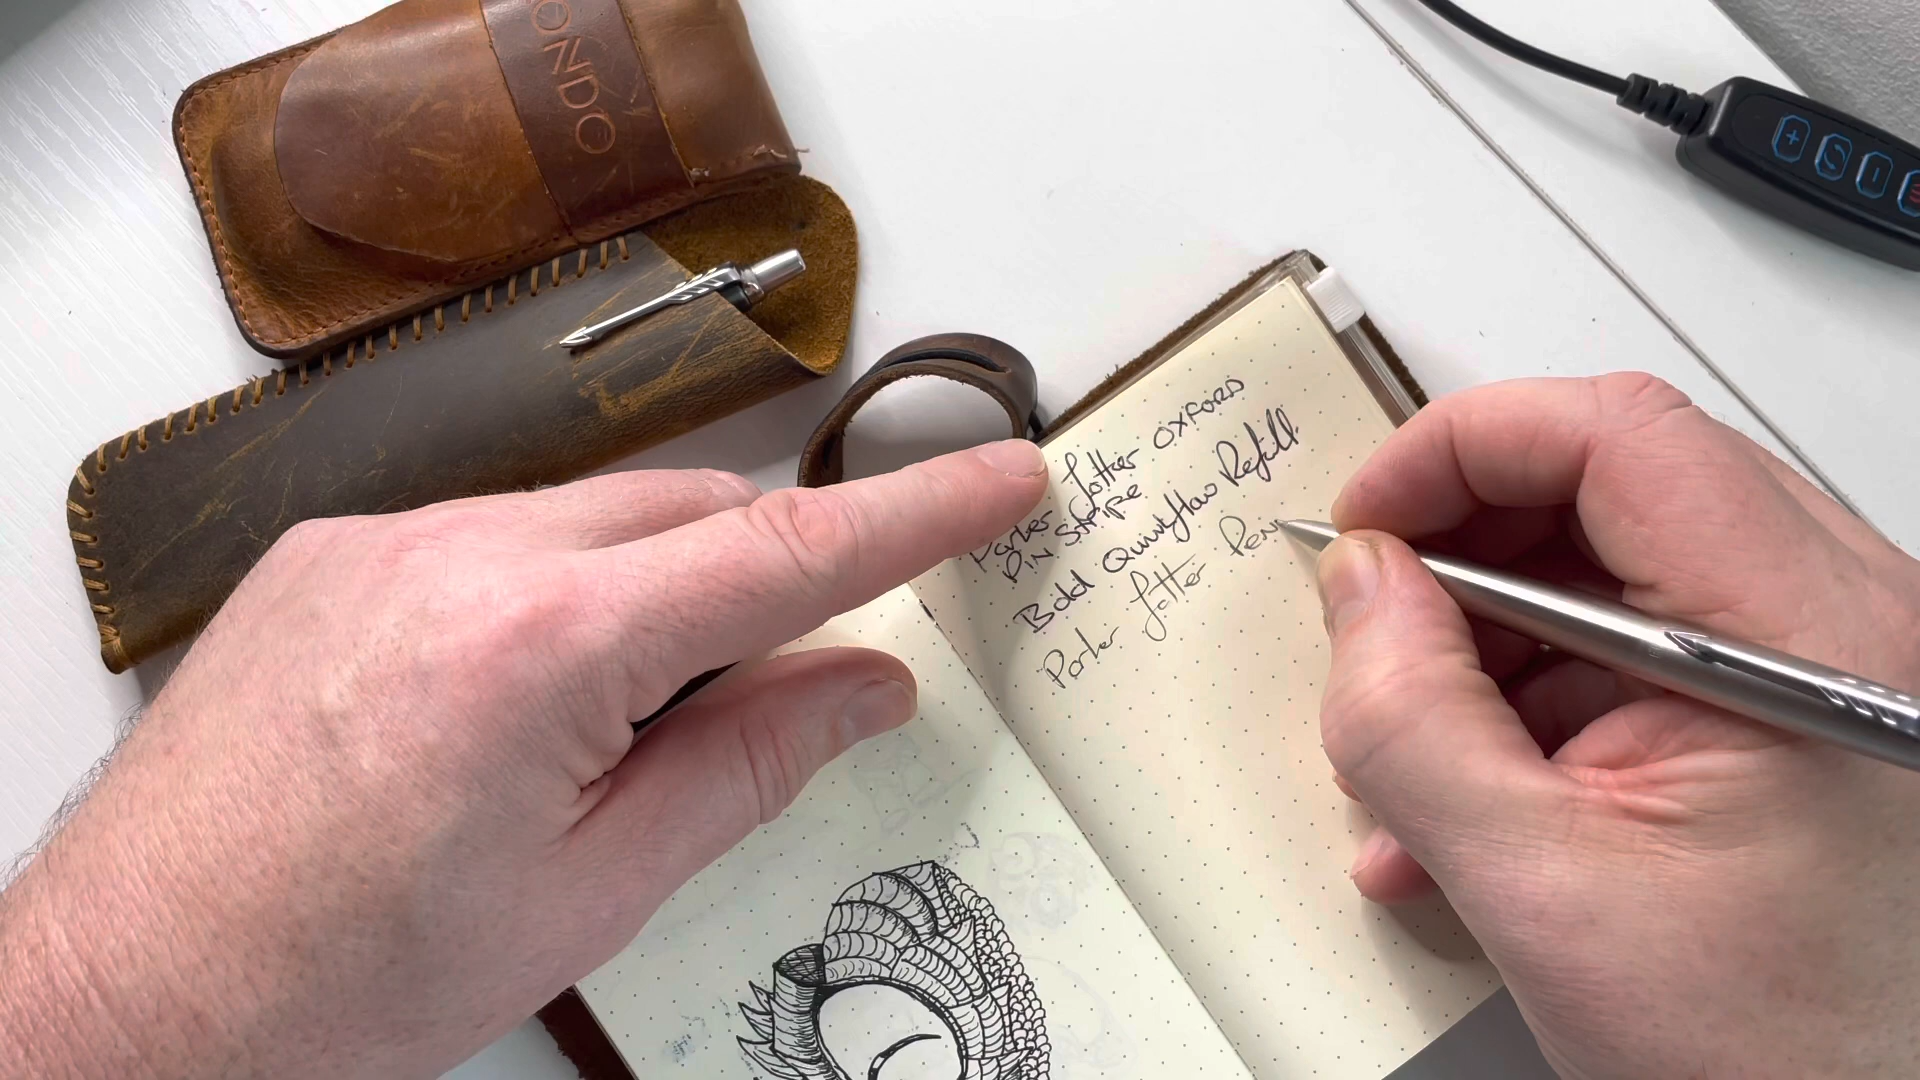 ONDO
Parker Jotter OXFORD
PIN STRIPE
Bold Quinkflow Refill.
Parker Jotter Pen